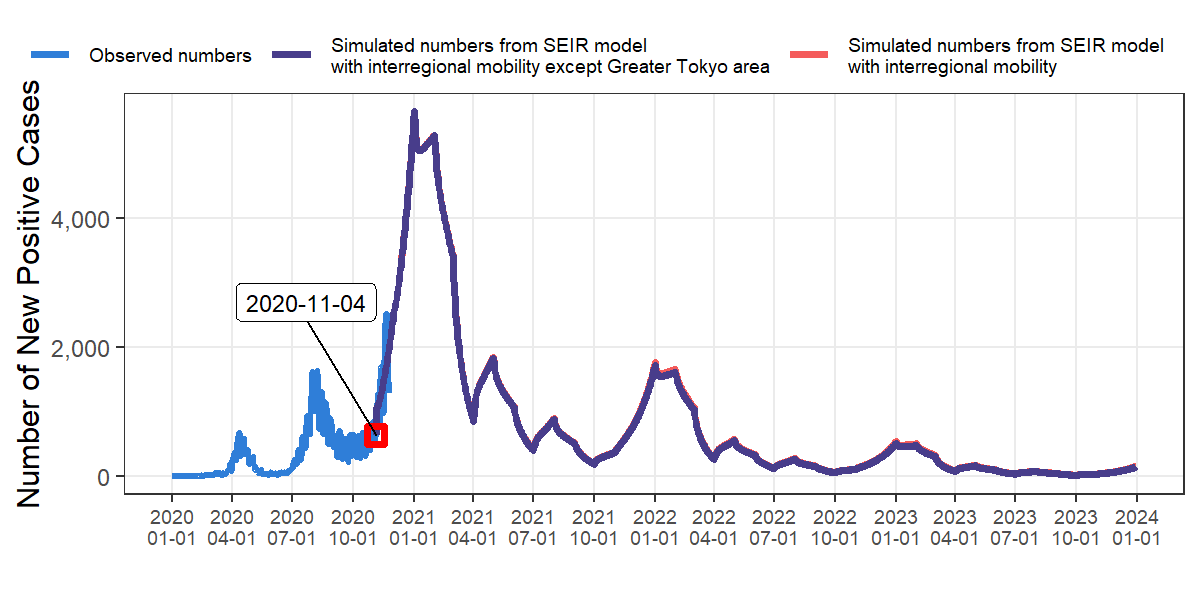 Observed numbers
Simulated numbers from SEIR model
with interregional mobility except Greater Tokyo area
Simulated numbers from SEIR model
with interregional mobility
Number of New Positive Cases
4,000
2,000
0
2020-11-04
2020 2020 2020 2020 2021 2021 2021 2021 2022 2022 2022 2022 2023 2023 2023 2023 2024
01-01 04-01 07-01 10-01 01-01 04-01 07-01 10-01 01-01 04-01 07-01 10-01 01-01 04-01 07-01 10-01 01-01